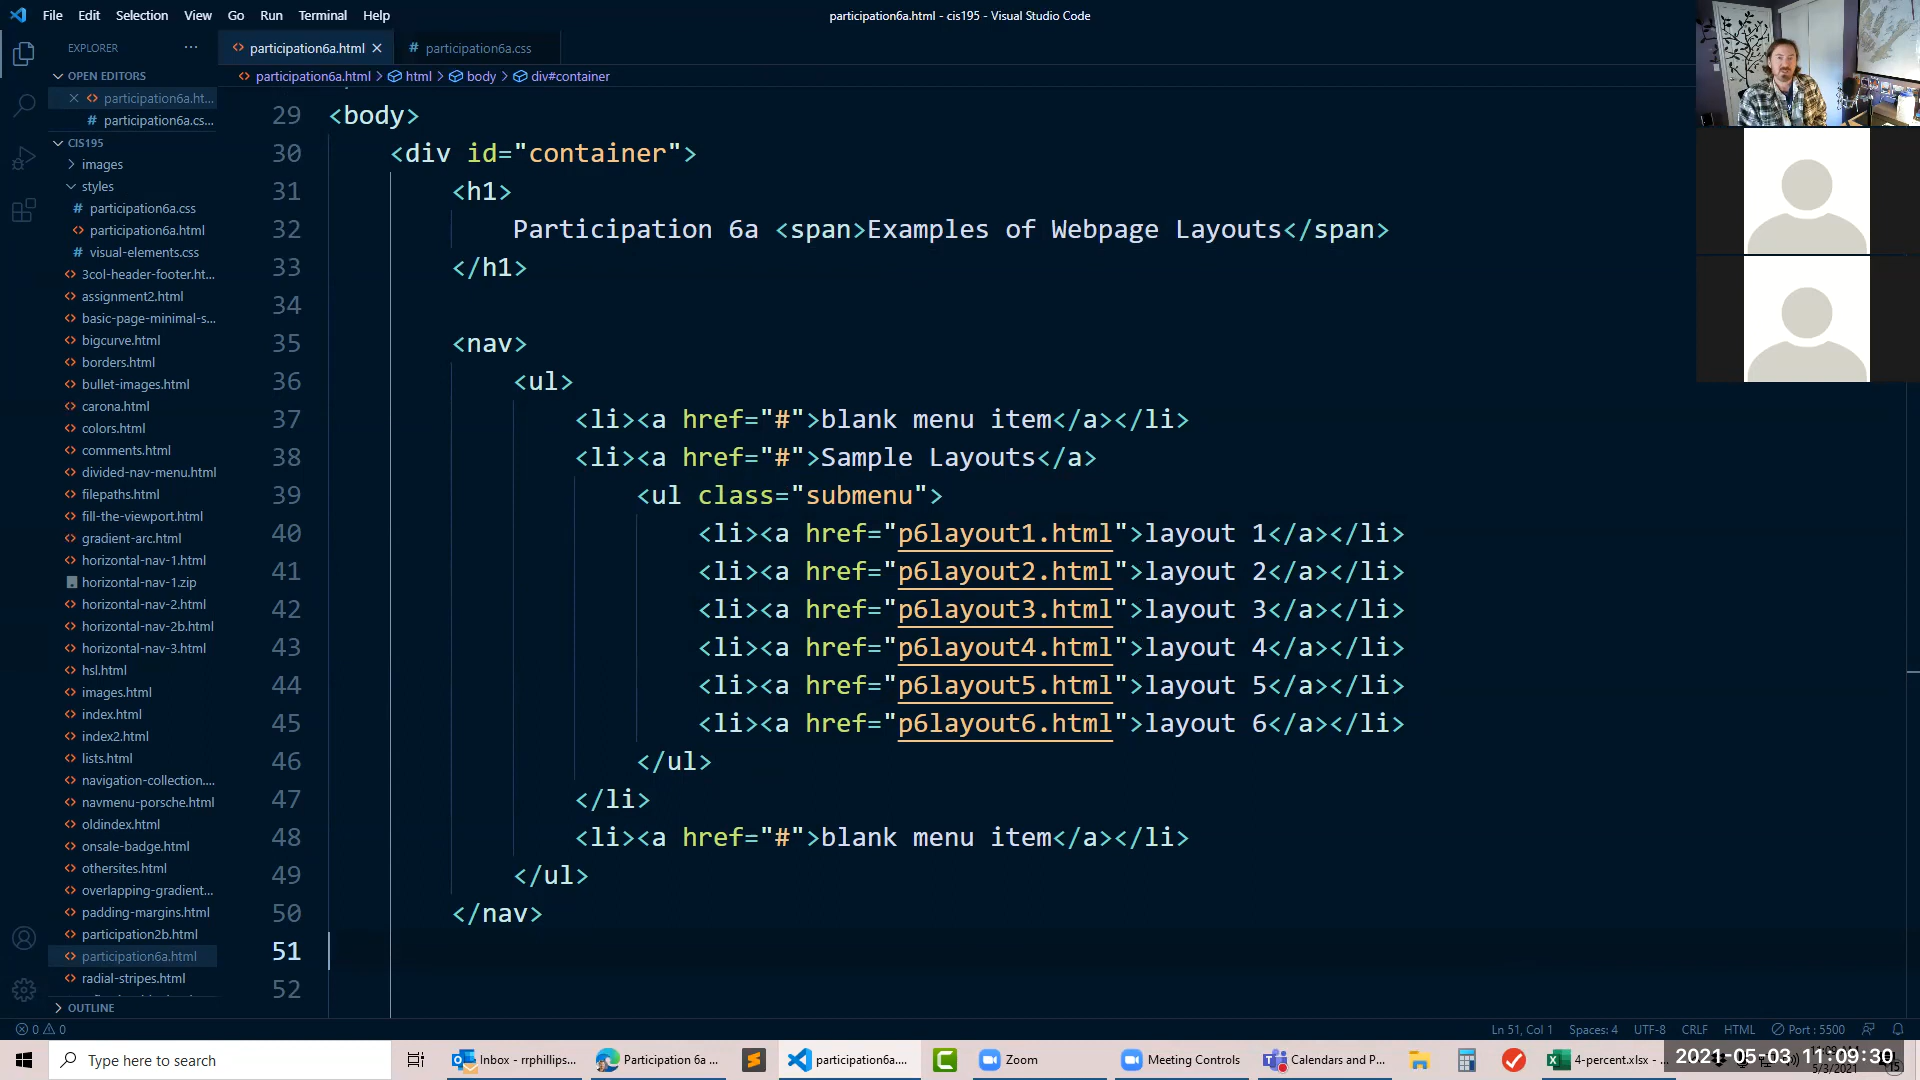 File Edit Selection View Go Run Terminal Help
participation6a.html - cis195 - Visual Studio Code
EXPLORER ···
participation6a.html
# participation6a.css
participation6a.html > html > body > div#container
OPEN EDITORS
participation6a.ht...
# participation6a.cs...
CIS195
images
styles
# participation6a.css
participation6a.html
# visual-elements.css
3col-header-footer.ht...
assignment2.html
basic-page-minimal-s...
bigcurve.html
borders.html
bullet-images.html
carona.html
colors.html
comments.html
divided-nav-menu.html
filepaths.html
fill-the-viewport.html
gradient-arc.html
horizontal-nav-1.html
horizontal-nav-1.zip
horizontal-nav-2.html
horizontal-nav-2b.html
horizontal-nav-3.html
hsl.html
images.html
index.html
index2.html
lists.html
navigation-collection....
navmenu-porsche.html
oldindex.html
onsale-badge.html
othersites.html
overlapping-gradient...
padding-margins.html
participation2b.html
participation6a.html
radial-stripes.html
OUTLINE
29 <body>
30 <div id="container">
31 <h1>
32 Participation 6a <span>Examples of Webpage Layouts</span>
33 </h1>
34
35 <nav>
36 <ul>
37 <li><a href="#">blank menu item</a></li>
38 <li><a href="#">Sample Layouts</a>
39 <ul class="submenu">
40 <li><a href="p6layout1.html">layout 1</a></li>
41 <li><a href="p6layout2.html">layout 2</a></li>
42 <li><a href="p6layout3.html">layout 3</a></li>
43 <li><a href="p6layout4.html">layout 4</a></li>
44 <li><a href="p6layout5.html">layout 5</a></li>
45 <li><a href="p6layout6.html">layout 6</a></li>
46 </ul>
47 </li>
48 <li><a href="#">blank menu item</a></li>
49 </ul>
50 </nav>
51
52
0 0
Ln 51, Col 1 Spaces: 4 UTF-8 CRLF HTML Port : 5500
Type here to search
Inbox - rrphillips...
Participation 6a ...
participation6a....
Zoom
Meeting Controls
Calendars and P...
4-percent.xlsx - ...
2021-05-03 11:09:30
5/3/2021
15